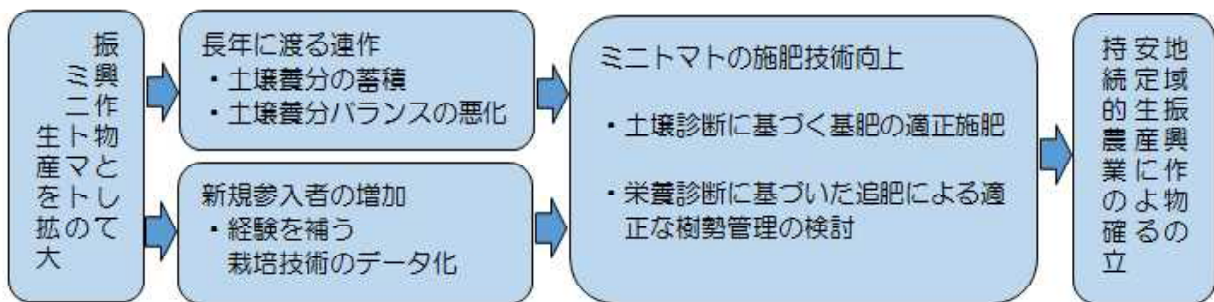 振興作物として
ミニトマトの
生産を拡大
長年に渡る連作
・土壌養分の蓄積
・土壌養分バランスの悪化
新規参入者の増加
・経験を補う
栽培技術のデータ化
ミニトマトの施肥技術向上
・土壌診断に基づく基肥の適正施肥
・栄養診断に基づいた追肥による適
正な樹勢管理の検討
地域振興作物の
安定生産による
持続的農業の確立